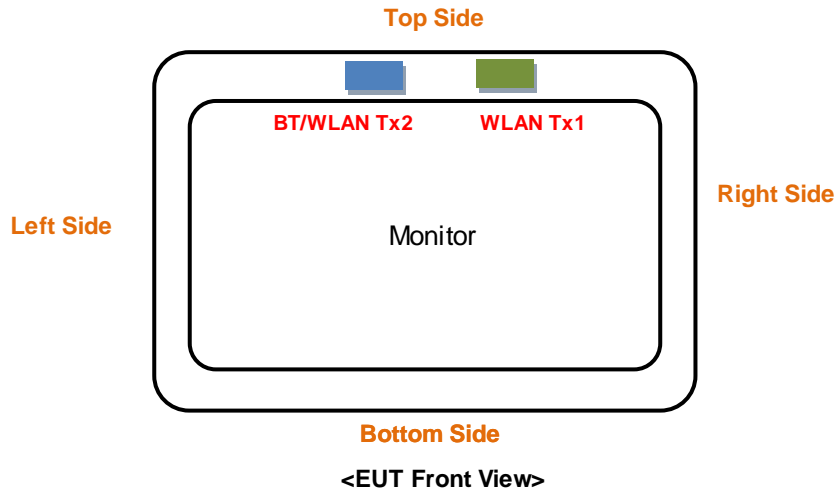 Top Side
BT/WLAN Tx2
WLAN Tx1
Left Side
Monitor
Right Side
Bottom Side
<EUT Front View>